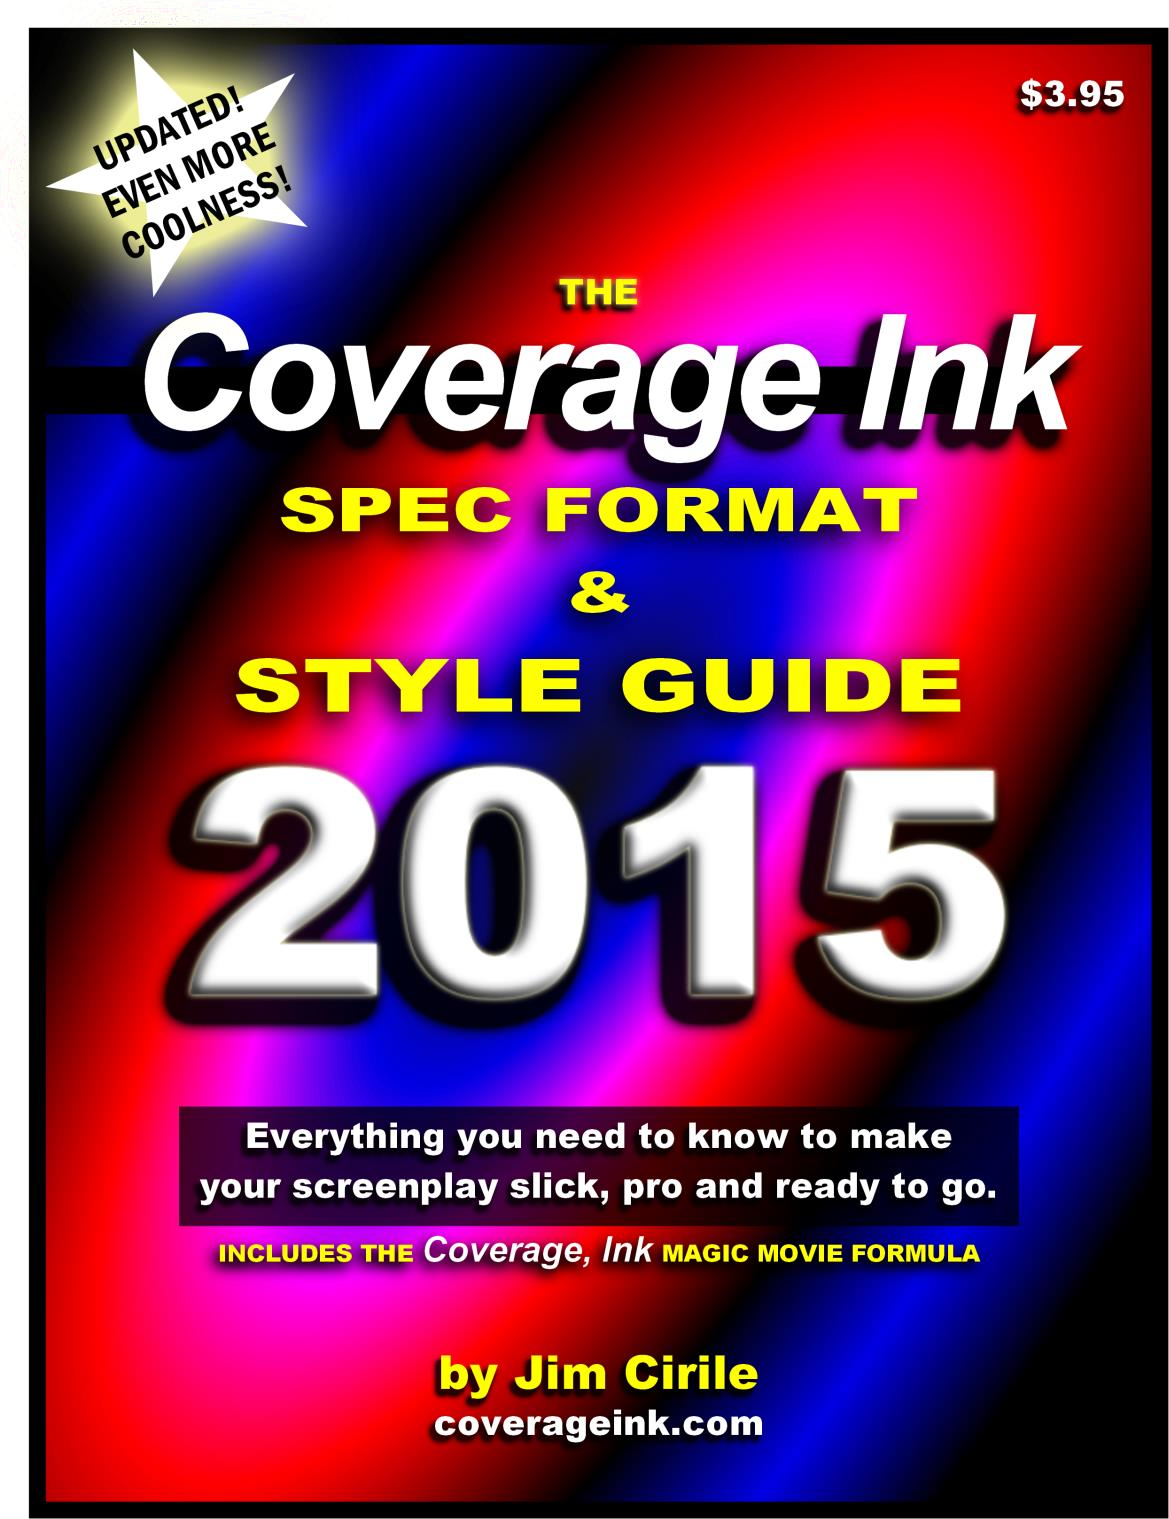 UPDATED!
EVEN MORE
COOLNESS!
$3.95
THE
Coverage Ink
SPEC FORMAT
&
STYLE GUIDE
2015
Everything you need to know to make
your screenplay slick, pro and ready to go.
INCLUDES THE Coverage, Ink MAGIC MOVIE FORMULA
by Jim Cirile
coverageink.com